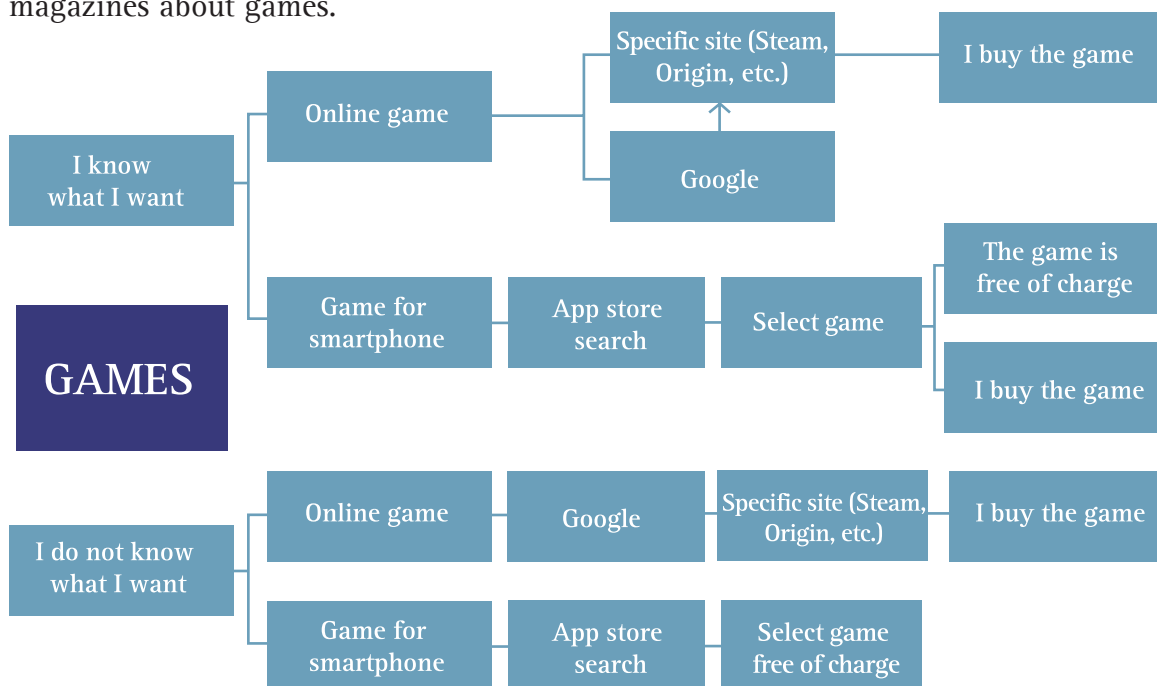 magazines about games.
Specific site (Steam,
Origin, etc.)
I buy the game
Online game
I know
what I want
Google
The game is
free of charge
Game for
smartphone
App store
search
Select game
I buy the game
GAMES
Online game
Google
Specific site (Steam,
Origin, etc.)
I buy the game
I do not know
what I want
Game for
smartphone
App store
search
Select game
free of charge